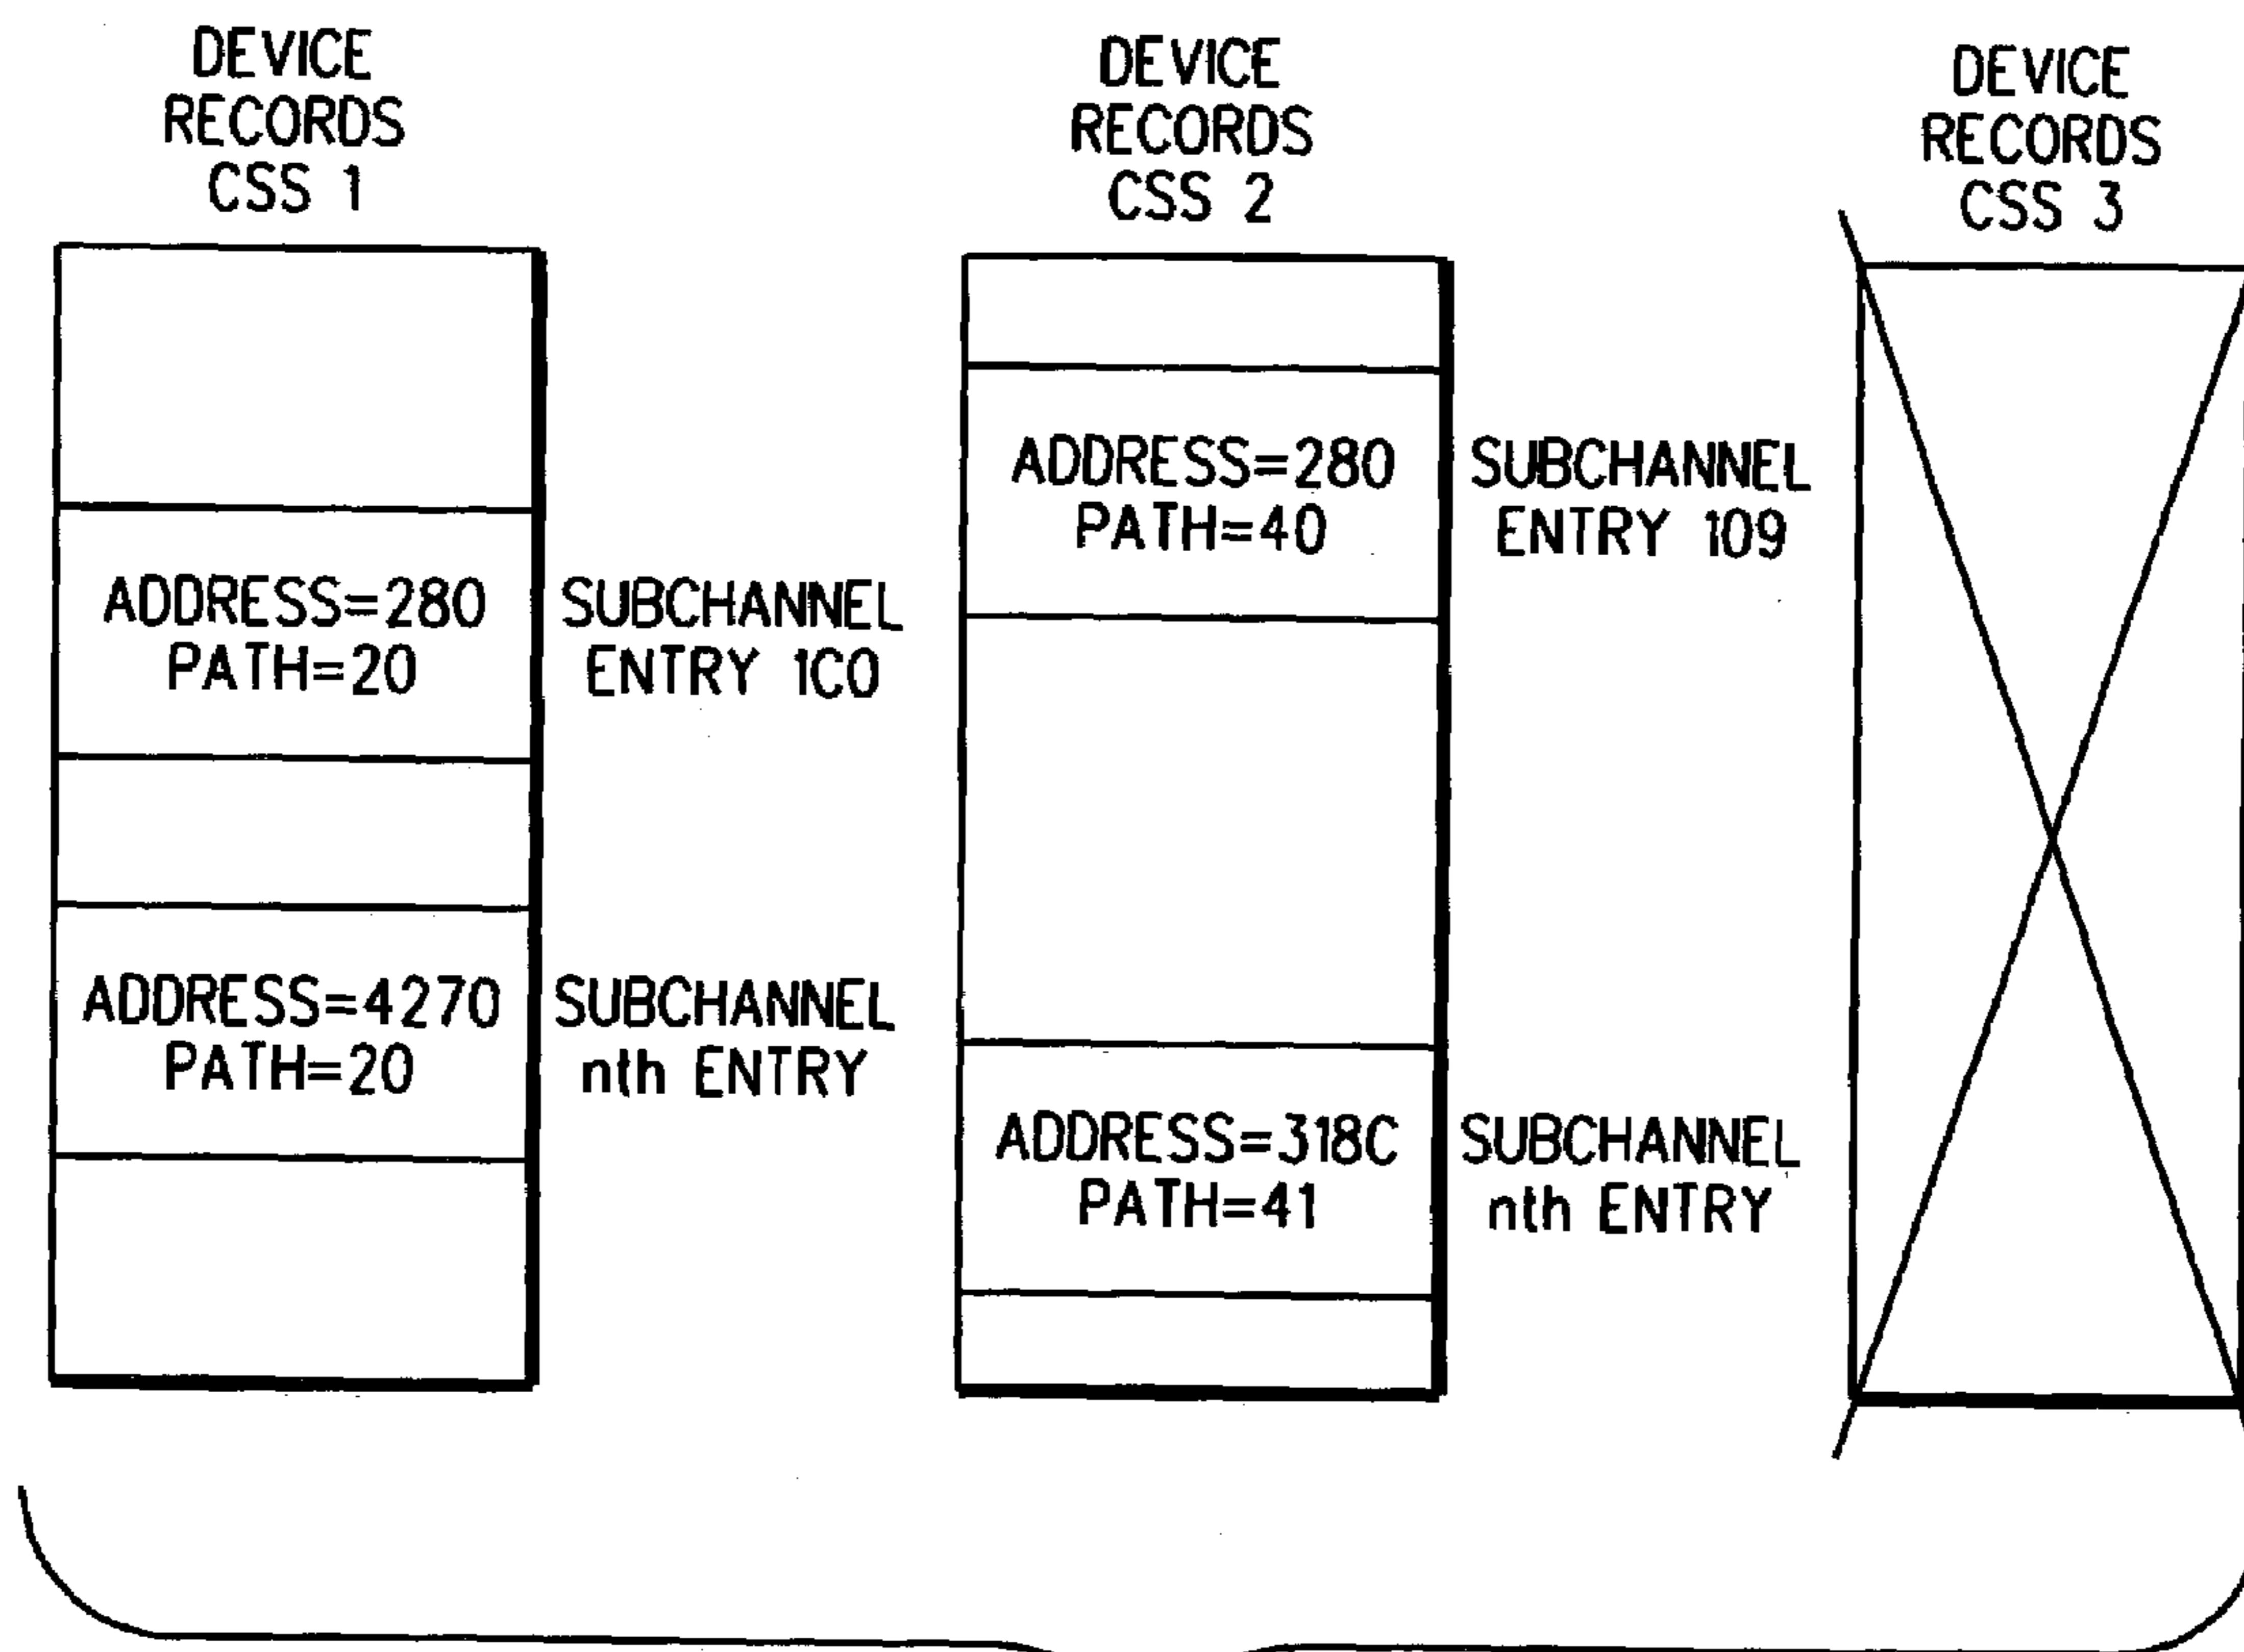 DEVICE
RECORDS
CSS 1
DEVICE
RECORDS
CSS 2
DEVICE
RECORDS
CSS 3
ADDRESS=280
PATH=20
SUBCHANNEL
ENTRY 1C0
ADDRESS=4270
PATH=20
SUBCHANNEL
nth ENTRY
ADDRESS=280
PATH=40
SUBCHANNEL
ENTRY 109
ADDRESS=318C
PATH=41
SUBCHANNEL
nth ENTRY